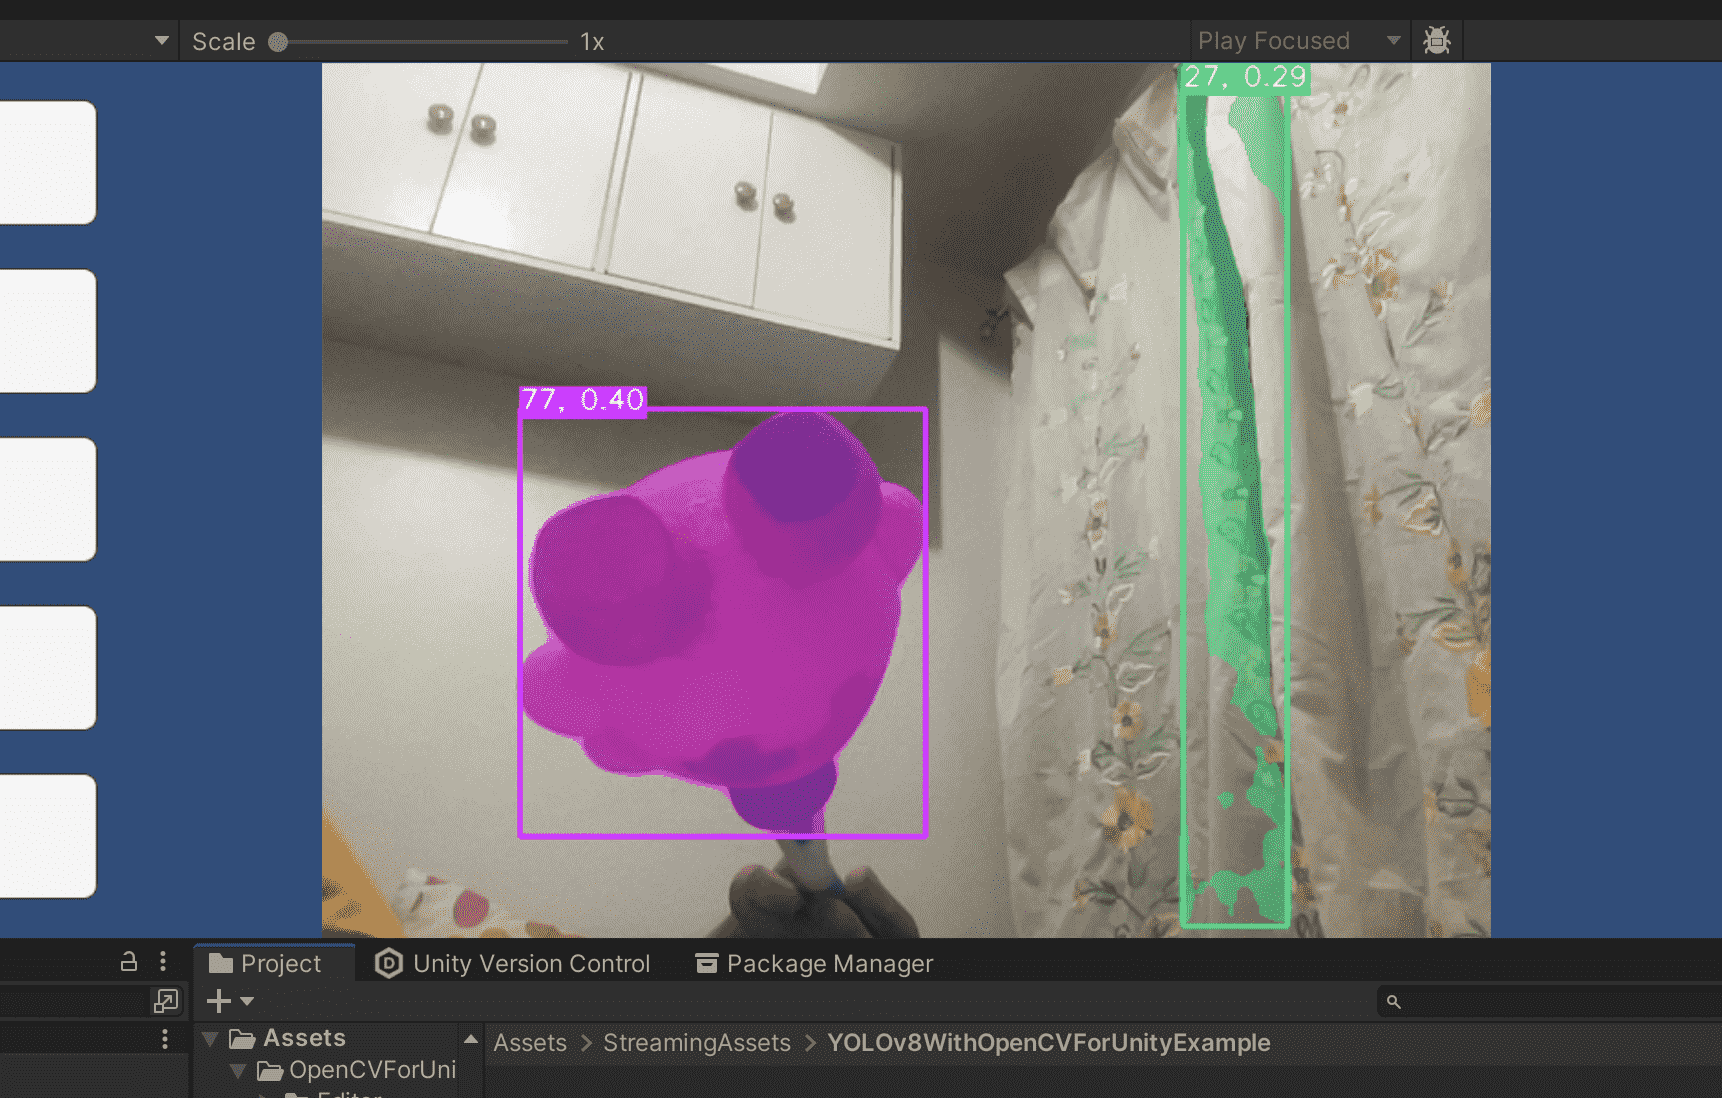 Scale 1x Play Focused
27, 0.29
77, 0.40
Project Unity Version Control Package Manager
Assets
Assets > StreamingAssets > YOLOv8WithOpenCVForUnityExample
OpenCVForUni
Editor